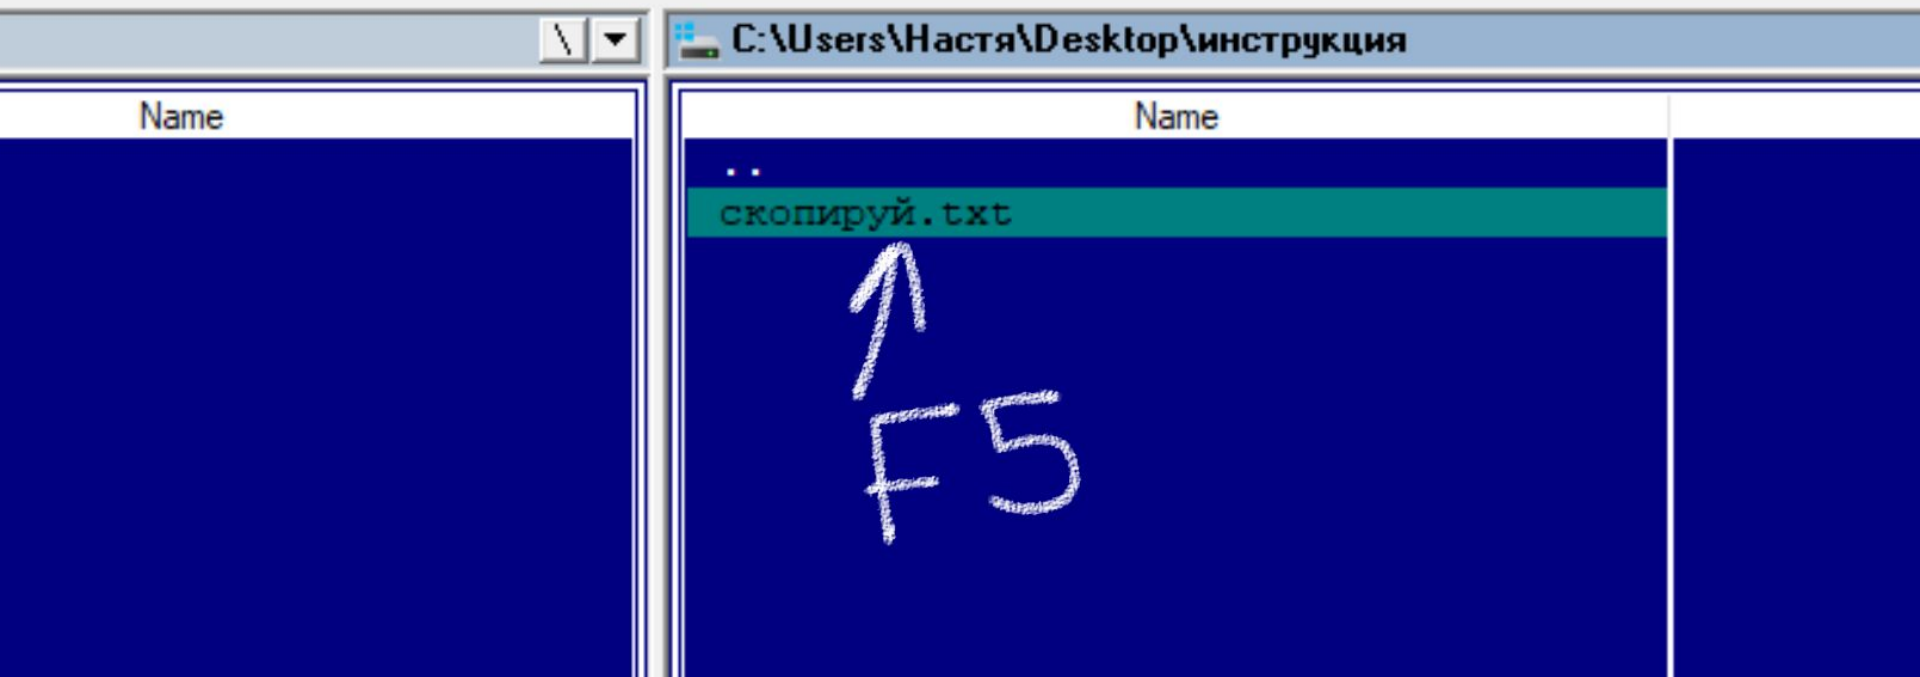 \
C:\Users\Настя\Desktop\инструкция
Name
Name
..
скопируй.txt
F5